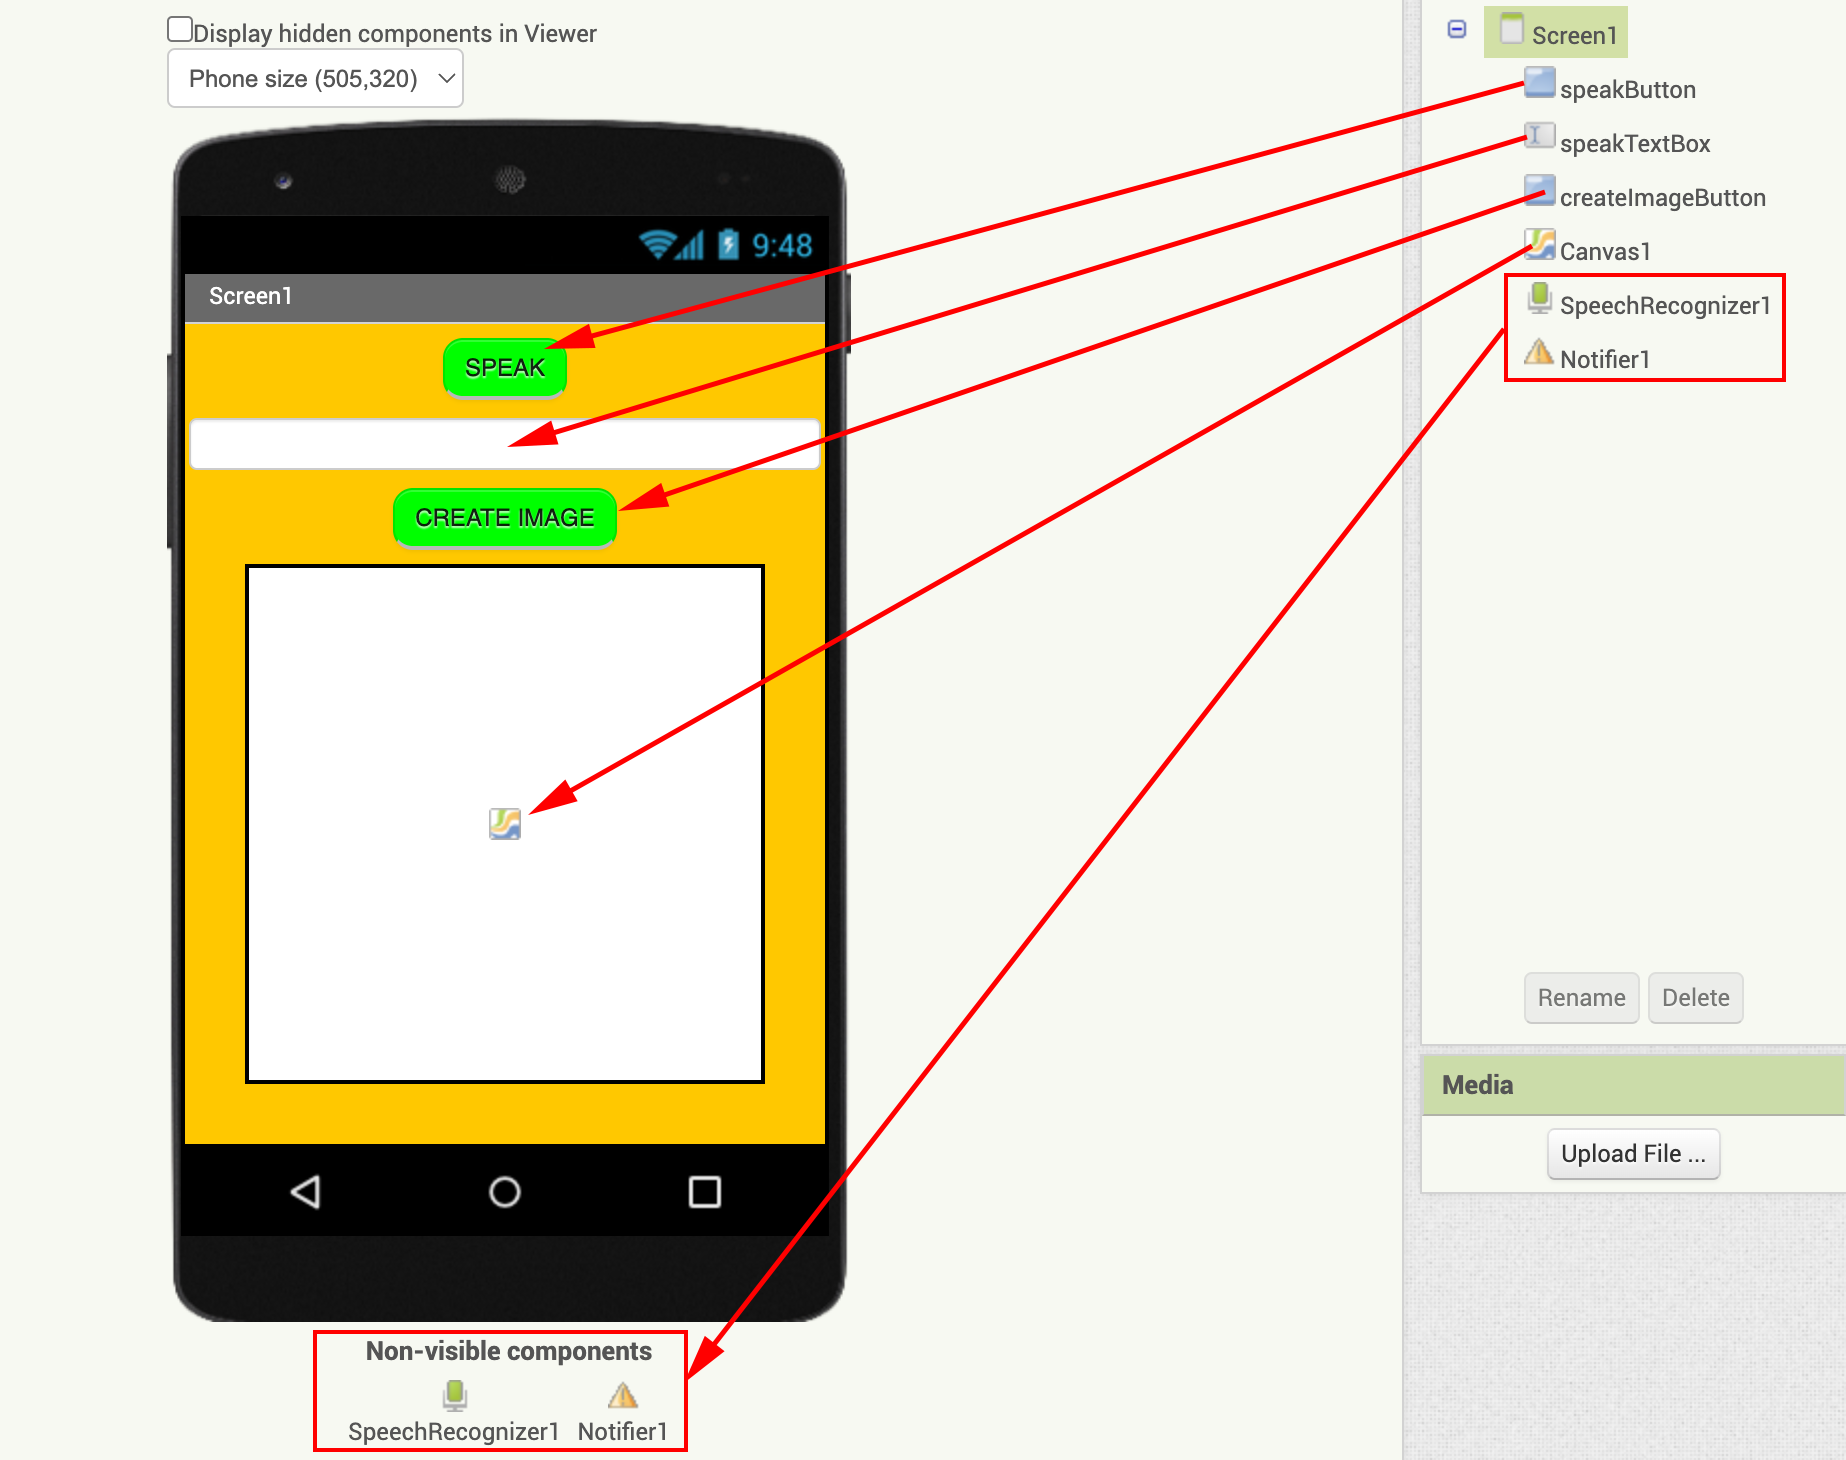 Display hidden components in Viewer
Phone size (505,320)
9:48
Screen1
SPEAK
CREATE IMAGE
Non-visible components
SpeechRecognizer1 Notifier1
Screen1
speakButton
speakTextBox
createImageButton
Canvas1
SpeechRecognizer1
Notifier1
Rename Delete
Media
Upload File ...